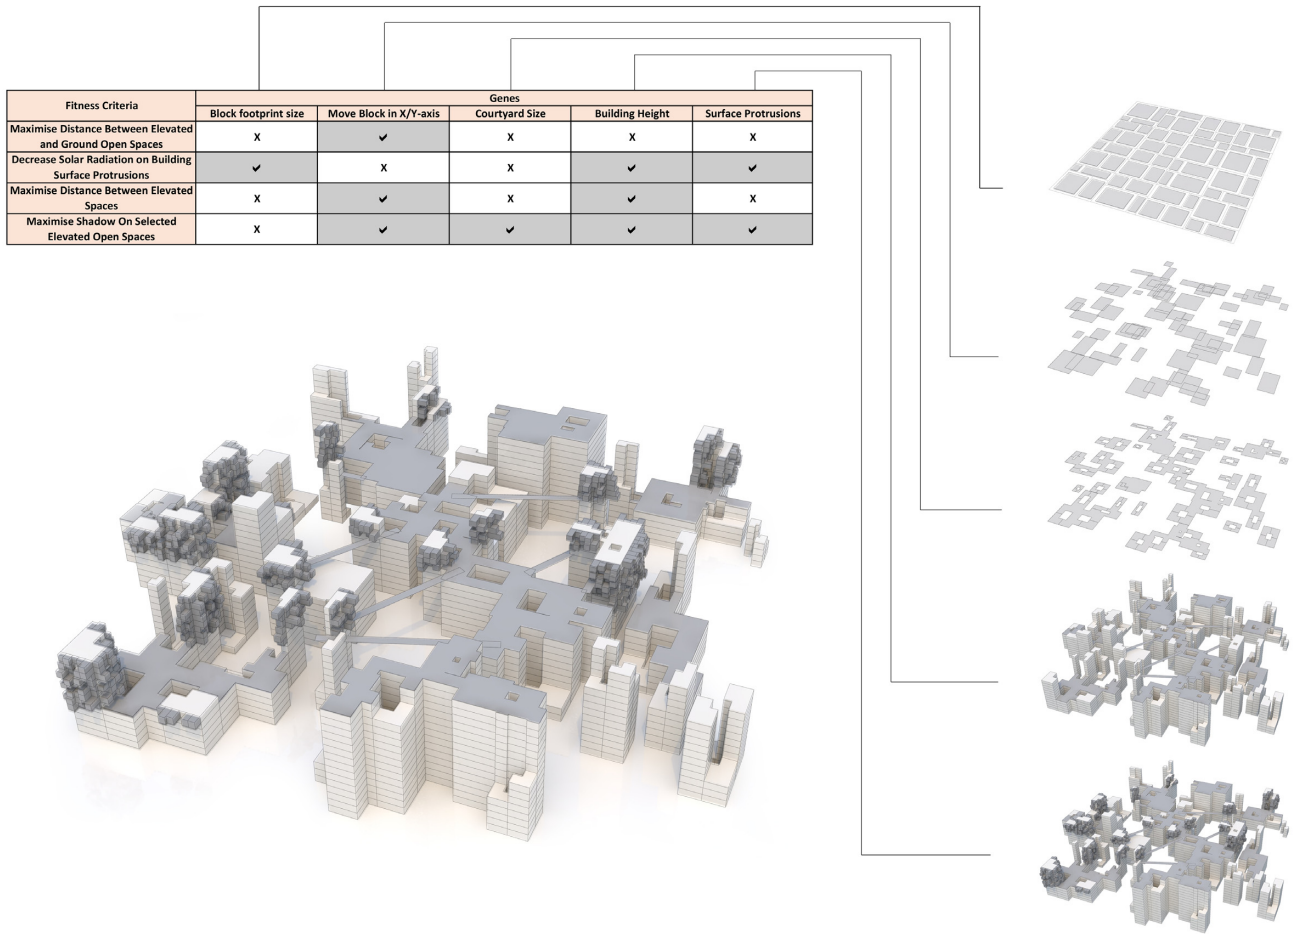 Fitness Criteria
Genes
Block footprint size Move Block in X/Y-axis Courtyard Size Building Height Surface Protrusions
Maximise Distance Between Elevated
and Ground Open Spaces
X ✓ X X X
Decrease Solar Radiation on Building
Surface Protrusions
✓ X X ✓ ✓
Maximise Distance Between Elevated
Spaces
X ✓ X ✓ X
Maximise Shadow On Selected
Elevated Open Spaces
X ✓ ✓ ✓ ✓